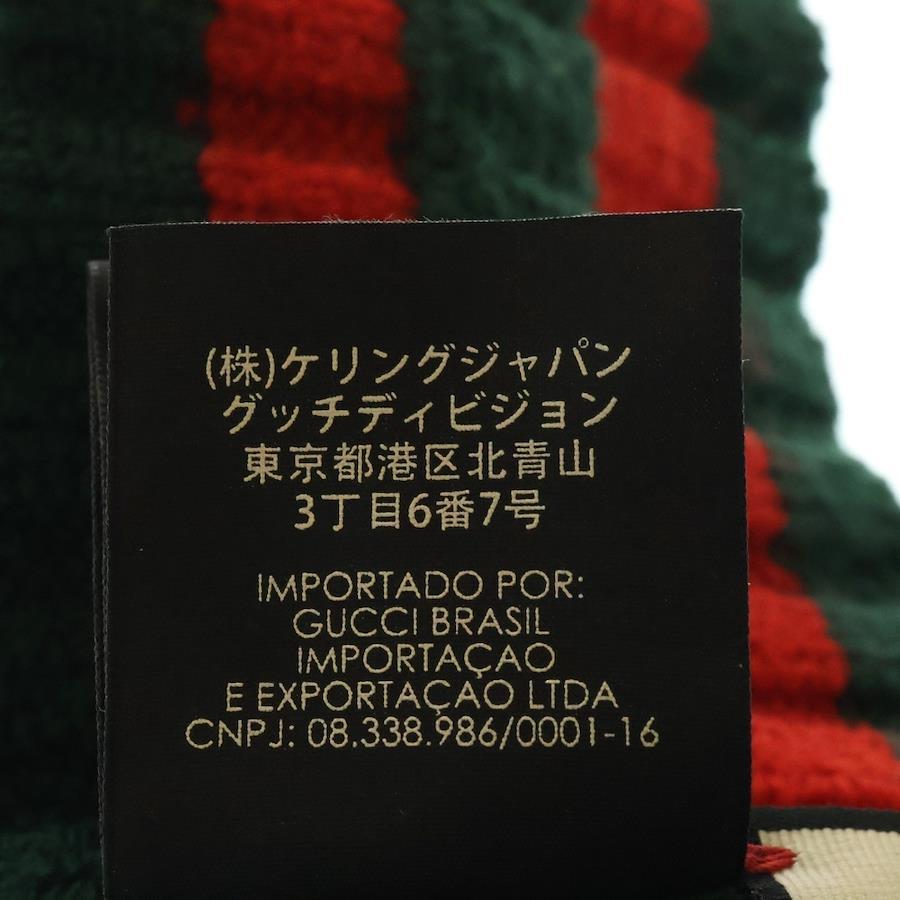 (株)ケリングジャパン
グッチディビジョン
東京都港区北青山
3丁目6番7号
IMPORTADO POR:
GUCCI BRASIL
IMPORTAÇAO
E EXPORTAÇAO LTDA
CNPJ: 08.338.986/0001-16